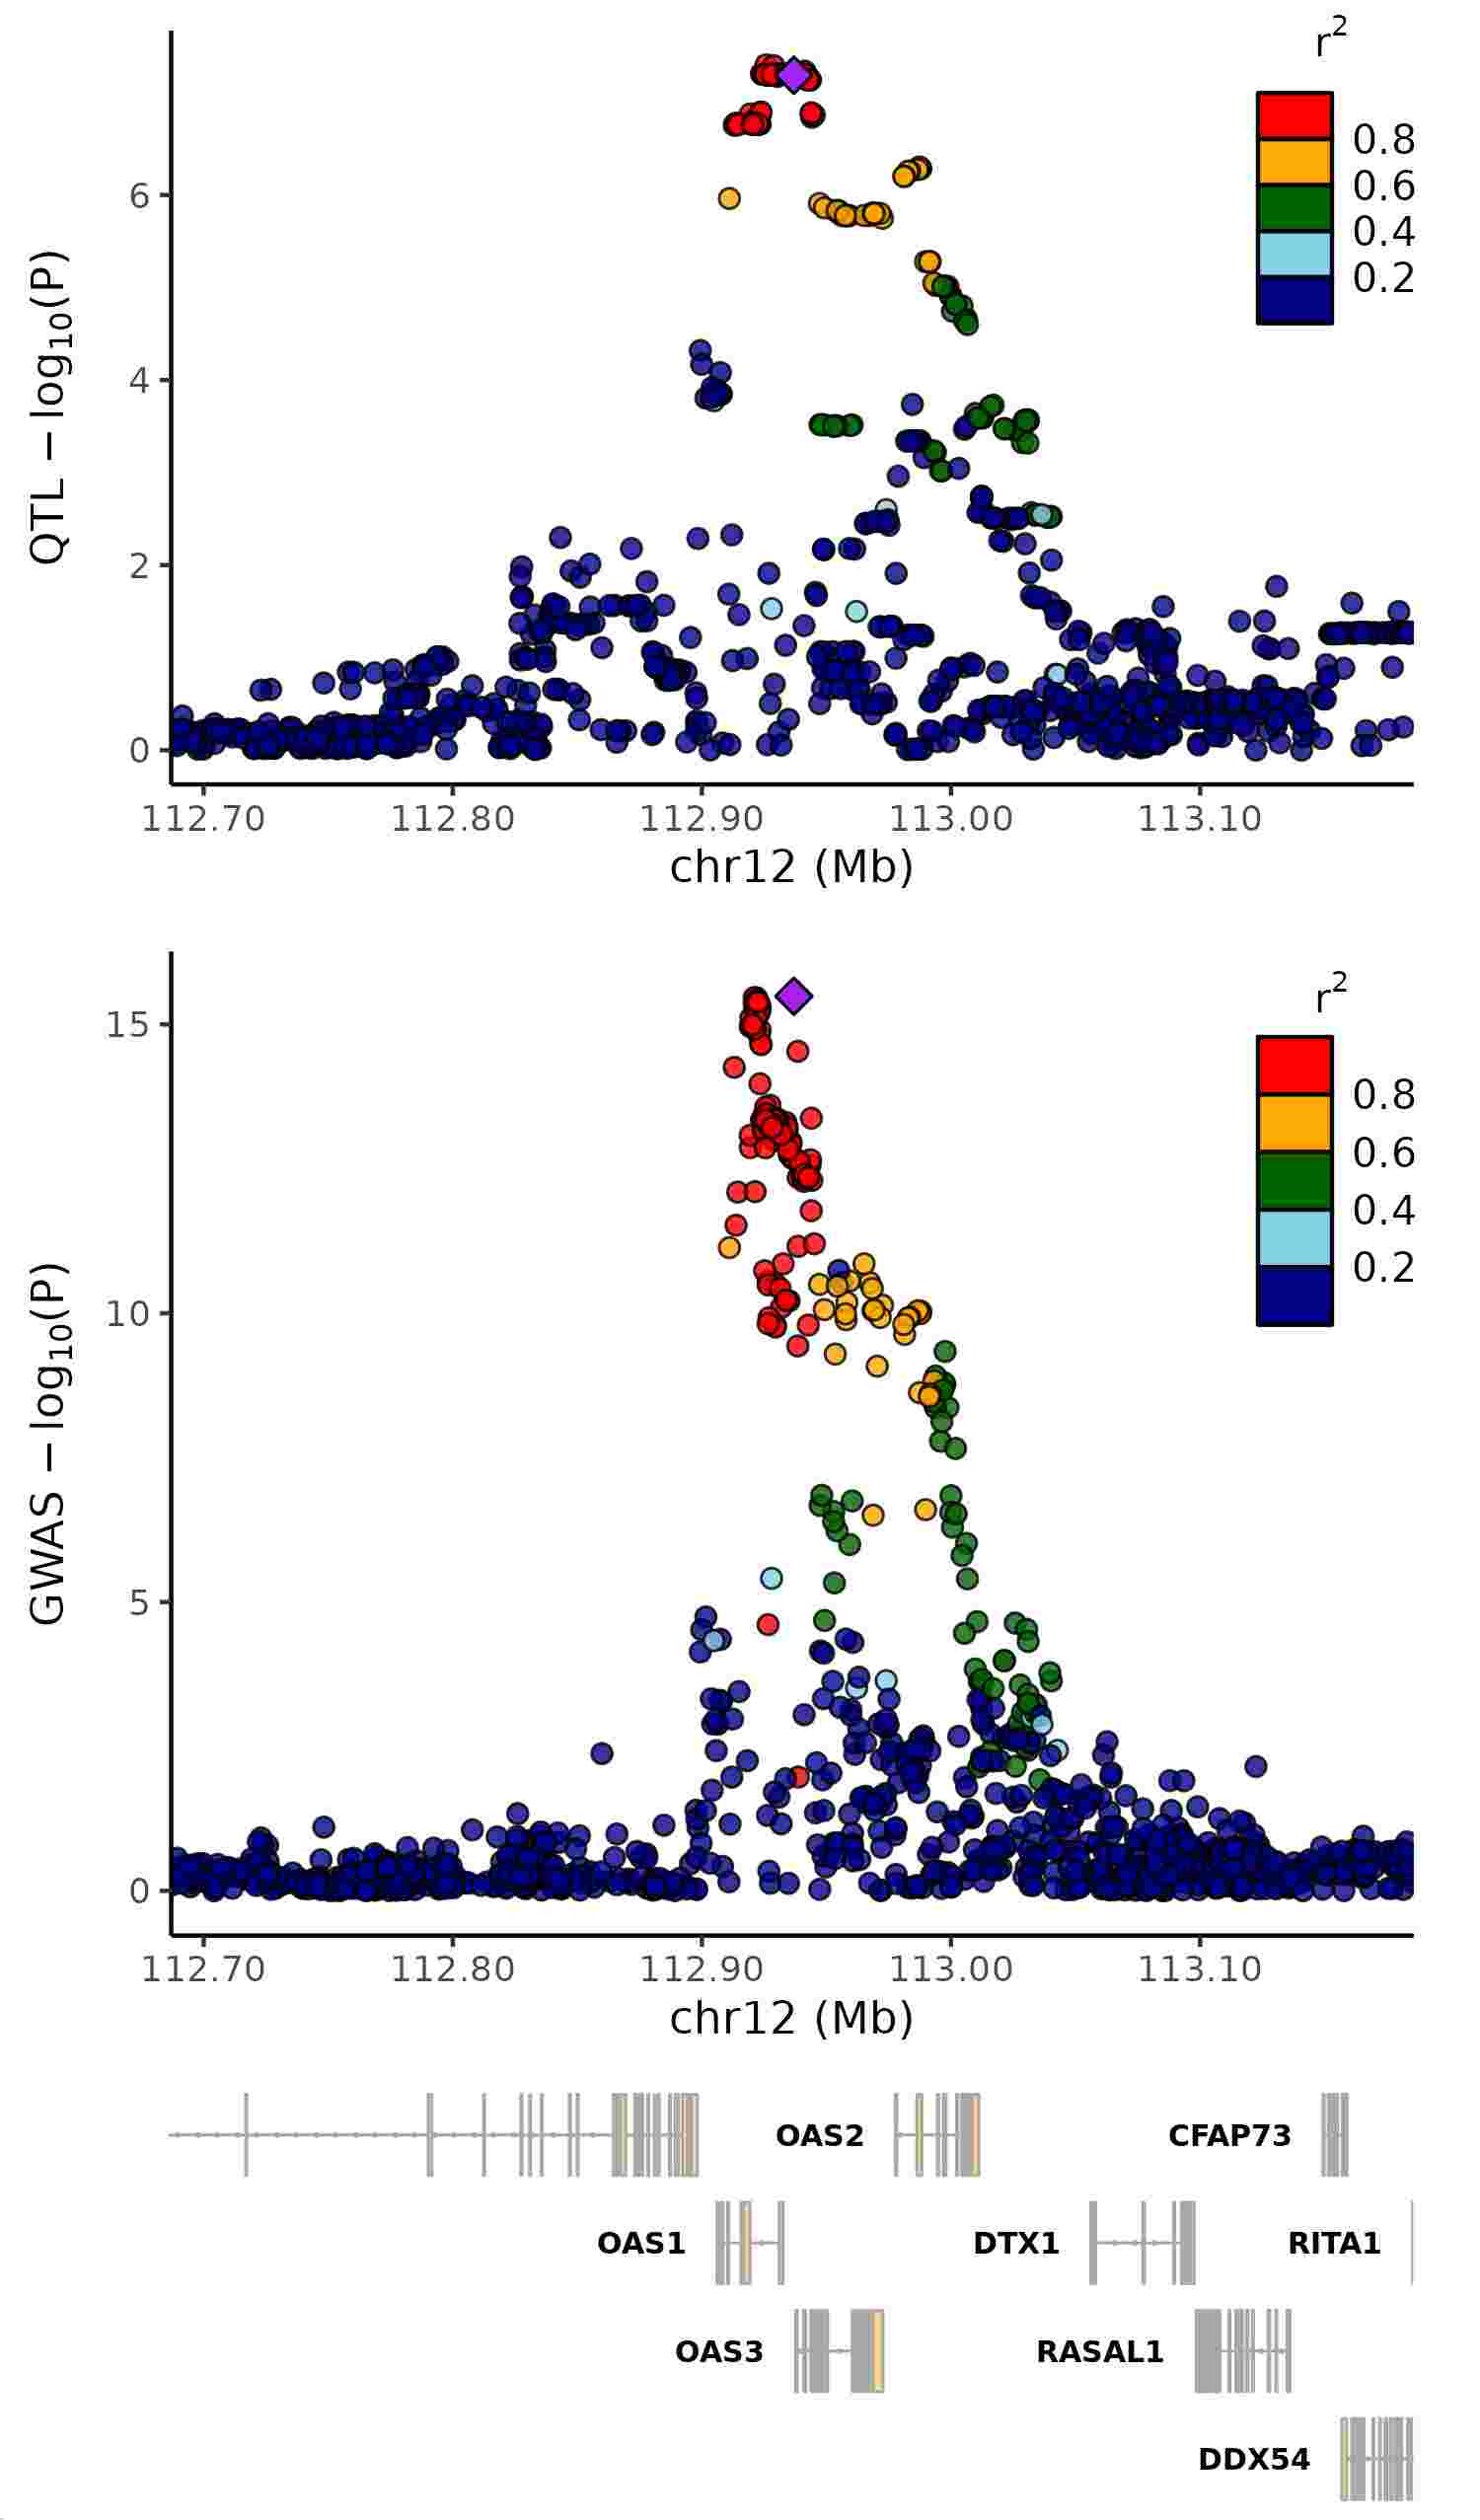 r²
0.8
0.6
0.4
0.2
QTL −log₁₀(P)
6
4
2
0
112.70 112.80 112.90 113.00 113.10
chr12 (Mb)
r²
0.8
0.6
0.4
0.2
GWAS −log₁₀(P)
15
10
5
0
112.70 112.80 112.90 113.00 113.10
chr12 (Mb)
OAS2 CFAP73
OAS1 DTX1 RITA1
OAS3 RASAL1
DDX54